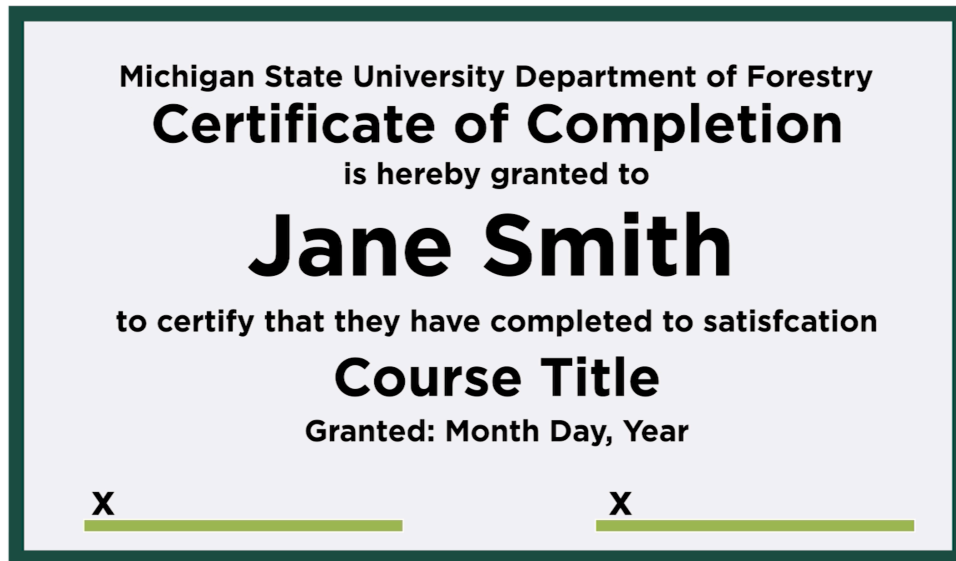 Michigan State University Department of Forestry
Certificate of Completion
is hereby granted to
Jane Smith
to certify that they have completed to satisfcation
Course Title
Granted: Month Day, Year
X X